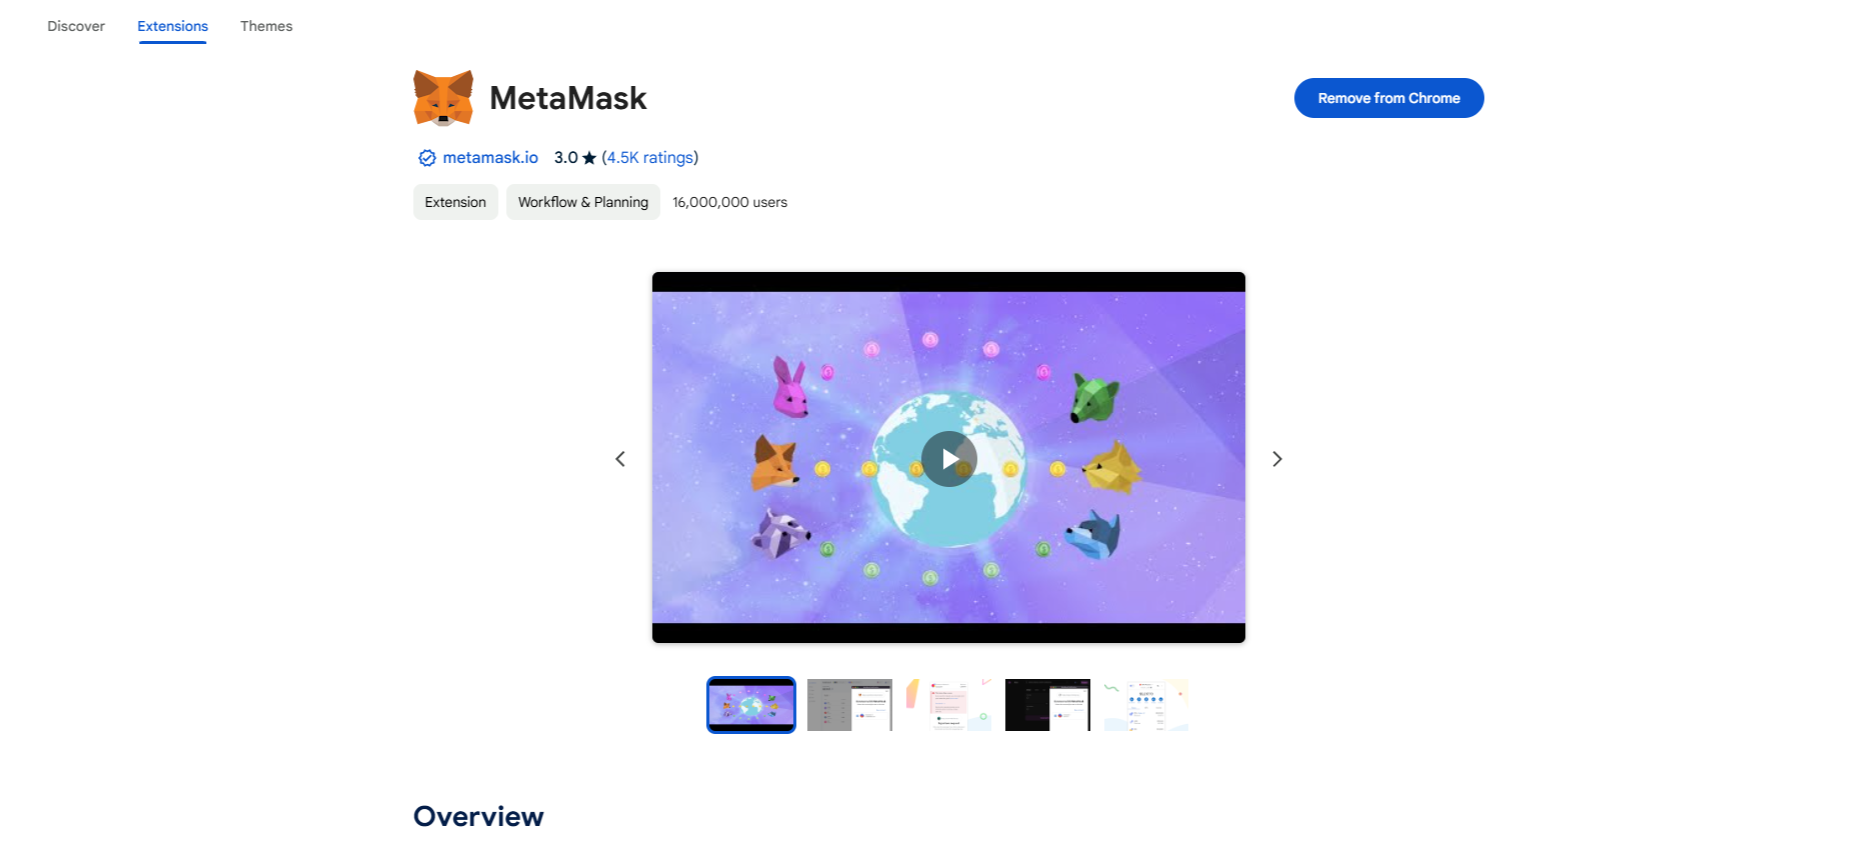 Discover Extensions Themes
MetaMask
Remove from Chrome
metamask.io 3.0 ★ (4.5K ratings)
Extension Workflow & Planning 16,000,000 users
Overview